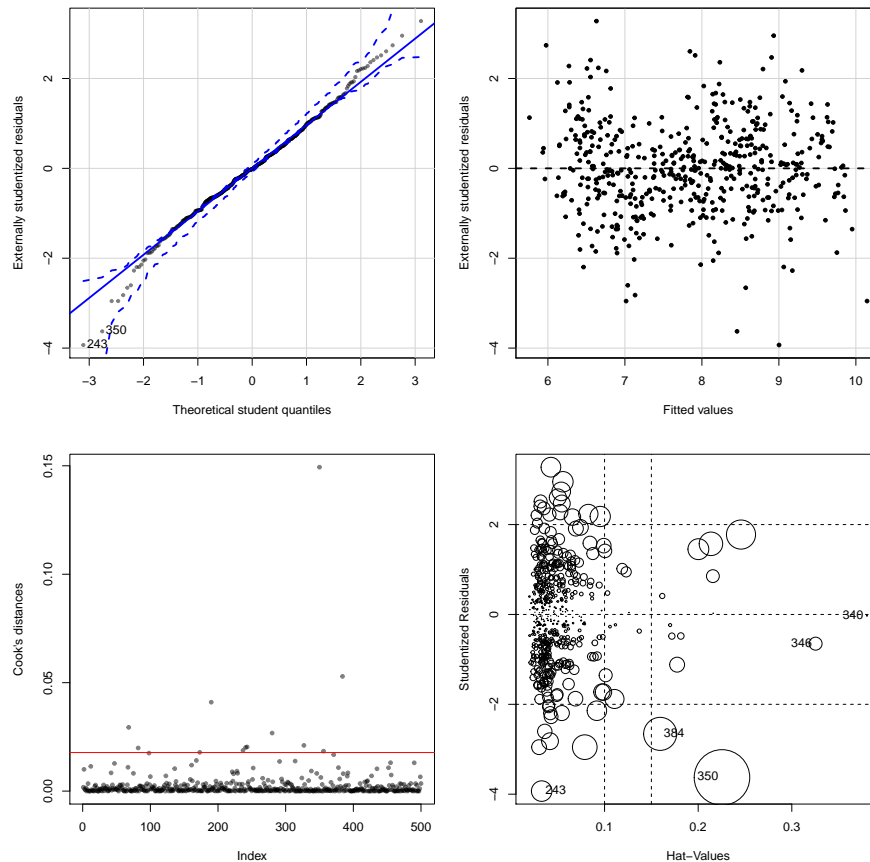 Externally studentized residuals
2
0
−2
−4
350
243
−3 −2 −1 0 1 2 3
Theoretical student quantiles
Externally studentized residuals
2
0
−2
−4
6 7 8 9 10
Fitted values
Cook's distances
0.15
0.10
0.05
0.00
0 100 200 300 400 500
Index
Studentized Residuals
2
0
−2
−4
340
346
384
350
243
0.1 0.2 0.3
Hat−Values